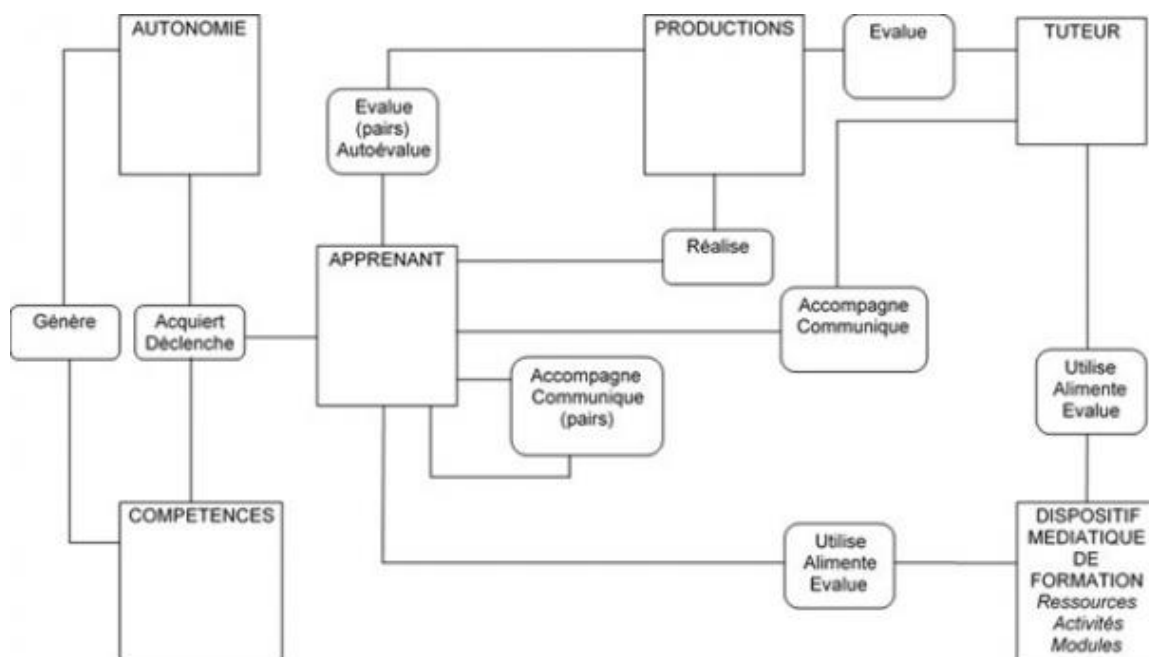 AUTONOMIE
PRODUCTIONS
Evalue
TUTEUR
Evalue
(pairs)
Autoévalue
Réalise
APPRENANT
Génère
Acquiert
Déclenche
Accompagne
Communique
Accompagne
Communique
(pairs)
Utilise
Alimente
Evalue
COMPETENCES
Utilise
Alimente
Evalue
DISPOSITIF
MEDIATIQUE
DE
FORMATION
Ressources
Activités
Modules